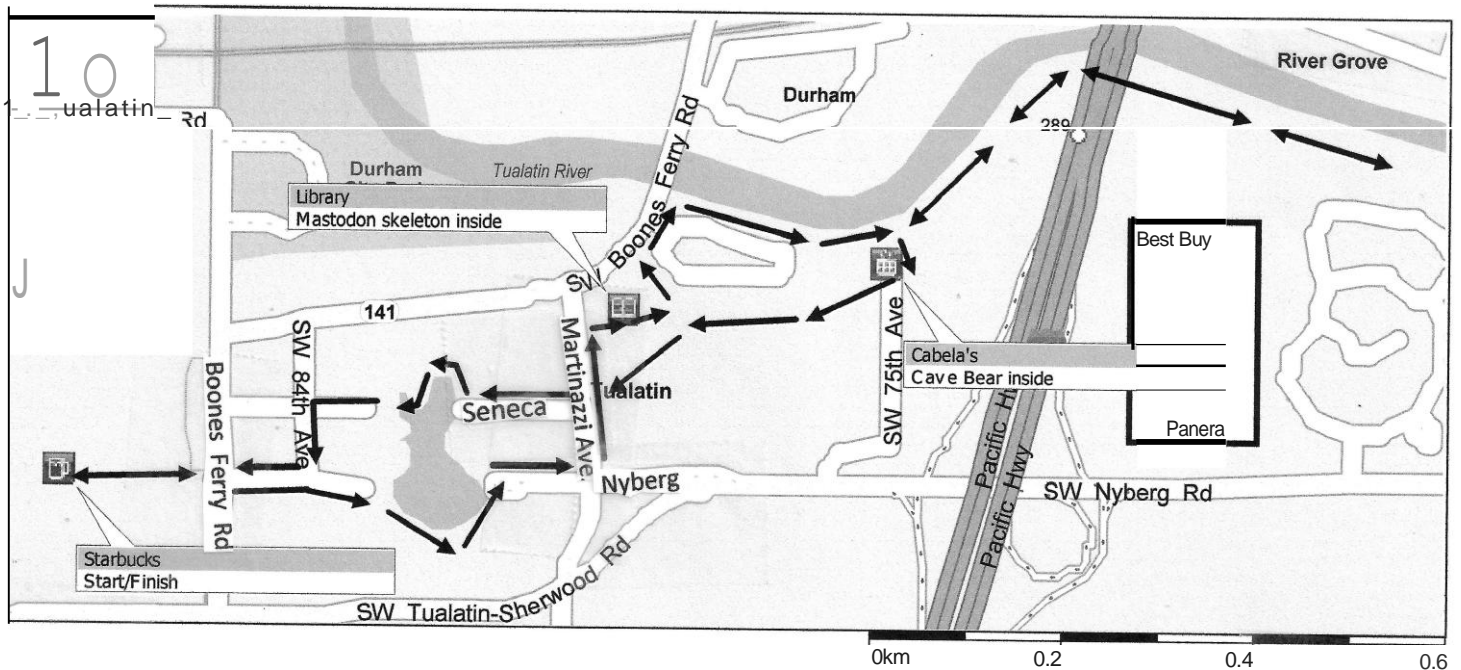 1 0
ualatin_ Rd
River Grove
Durham
289
Durham
Tualatin River
SW Boones Ferry Rd
Library
Mastodon skeleton inside
Best Buy
J
141
SW 84th Ave
Martinazzi Ave.
SW 75th Ave
Cabela's
Cave Bear inside
Boones Ferry Rd
Tualatin
Seneca
Panera
Nyberg
Pacific Hwy
Pacific Hwy
SW Nyberg Rd
Starbucks
Start/Finish
SW Tualatin-Sherwood Rd
0km 0.2 0.4 0.6